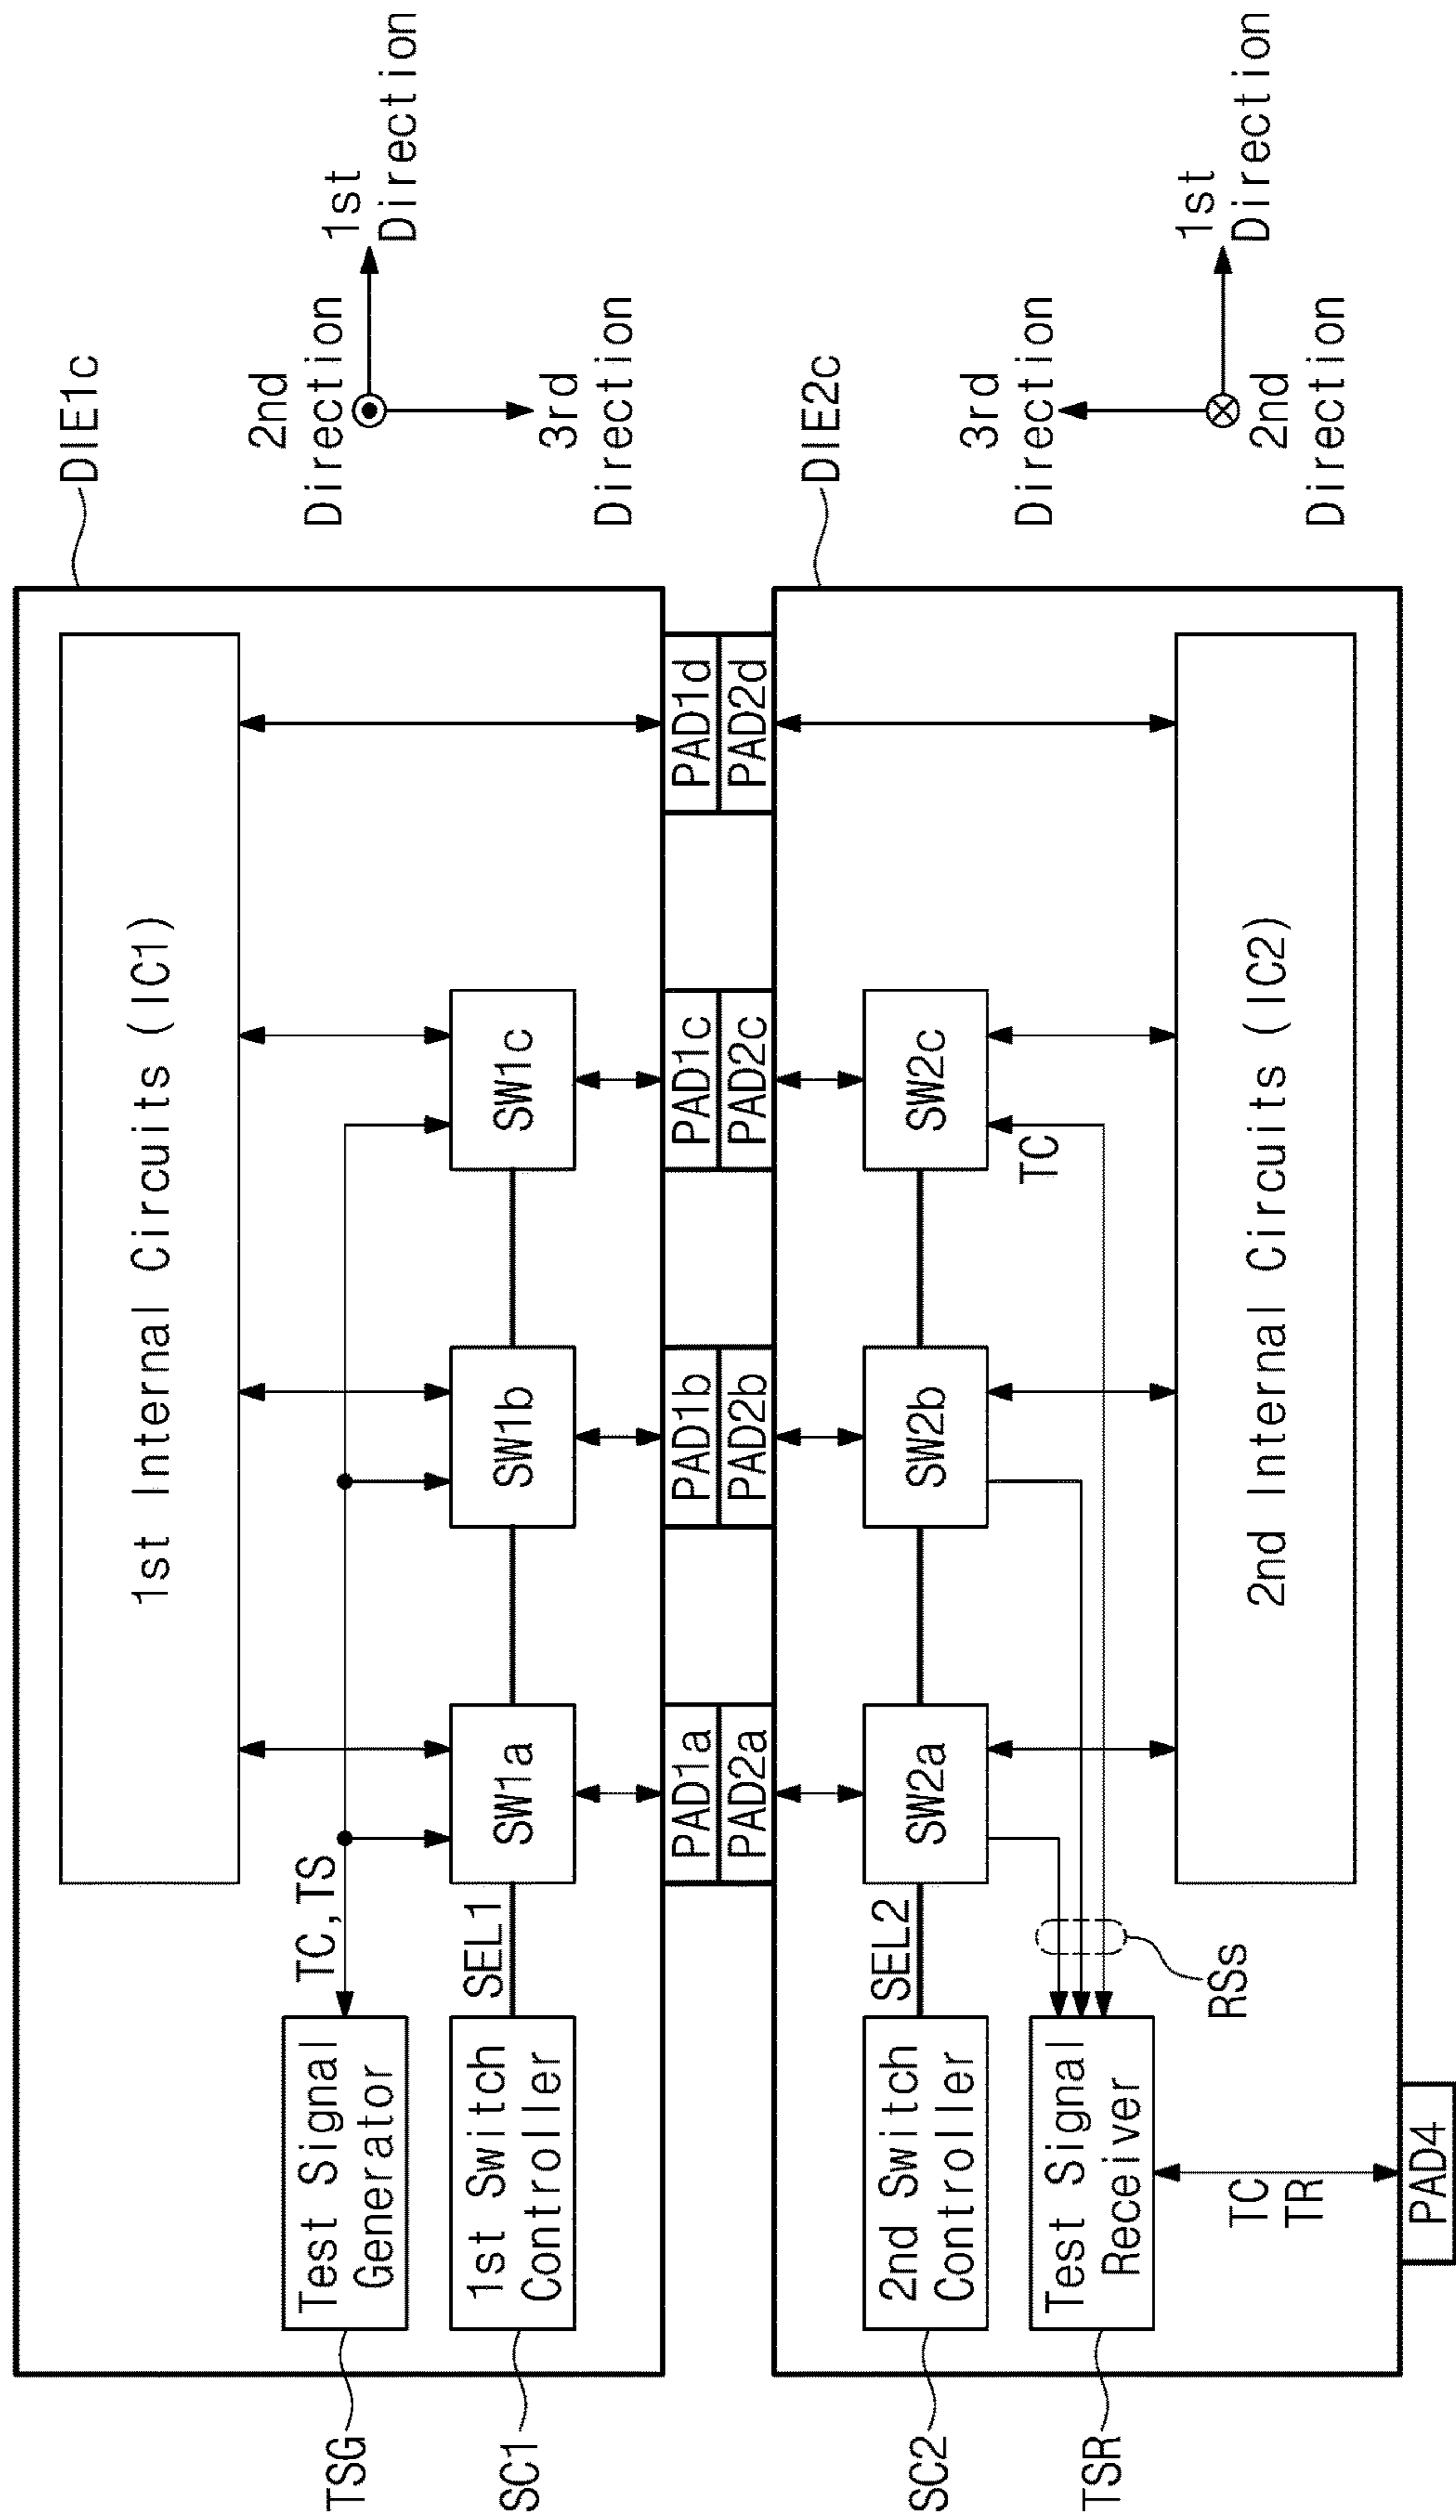 DIE1c
1st Internal Circuits (IC1)
2nd
Direction
1st
Direction
3rd
Direction
TSG
Test Signal
Generator
TC,TS
SC1
1st Switch
Controller
SEL1
SW1a
SW1b
SW1c
PAD1a
PAD1b
PAD1c
PAD1d
PAD2a
PAD2b
PAD2c
PAD2d
DIE2c
SC2
2nd Switch
Controller
SEL2
SW2a
SW2b
SW2c
3rd
Direction
1st
Direction
2nd
Direction
TSR
Test Signal
Receiver
RSs
TC
2nd Internal Circuits (IC2)
TC
TR
PAD4